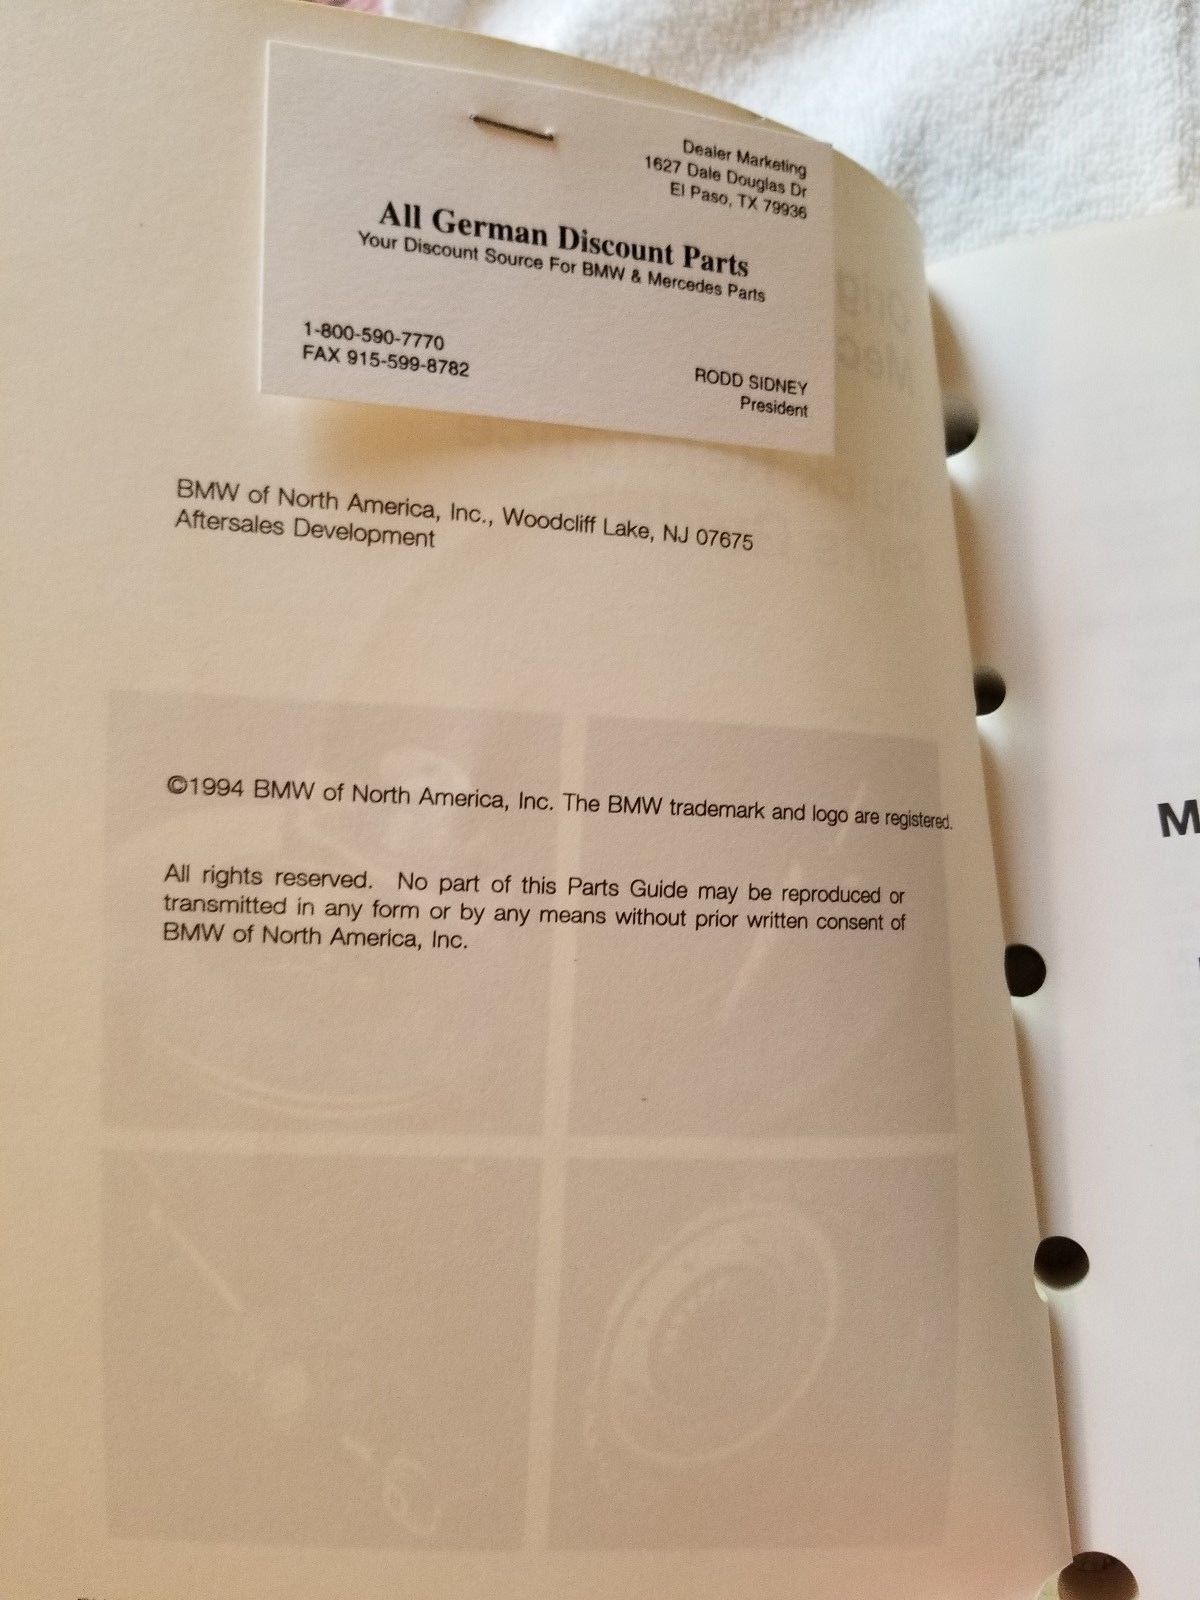 Dealer Marketing
1627 Dale Douglas Dr
El Paso, TX 79936
All German Discount Parts
Your Discount Source For BMW & Mercedes Parts
1-800-590-7770
FAX 915-599-8782
RODD SIDNEY
President
BMW of North America, Inc., Woodcliff Lake, NJ 07675
Aftersales Development
©1994 BMW of North America, Inc. The BMW trademark and logo are registered.
All rights reserved. No part of this Parts Guide may be reproduced or
transmitted in any form or by any means without prior written consent of
BMW of North America, Inc.
M